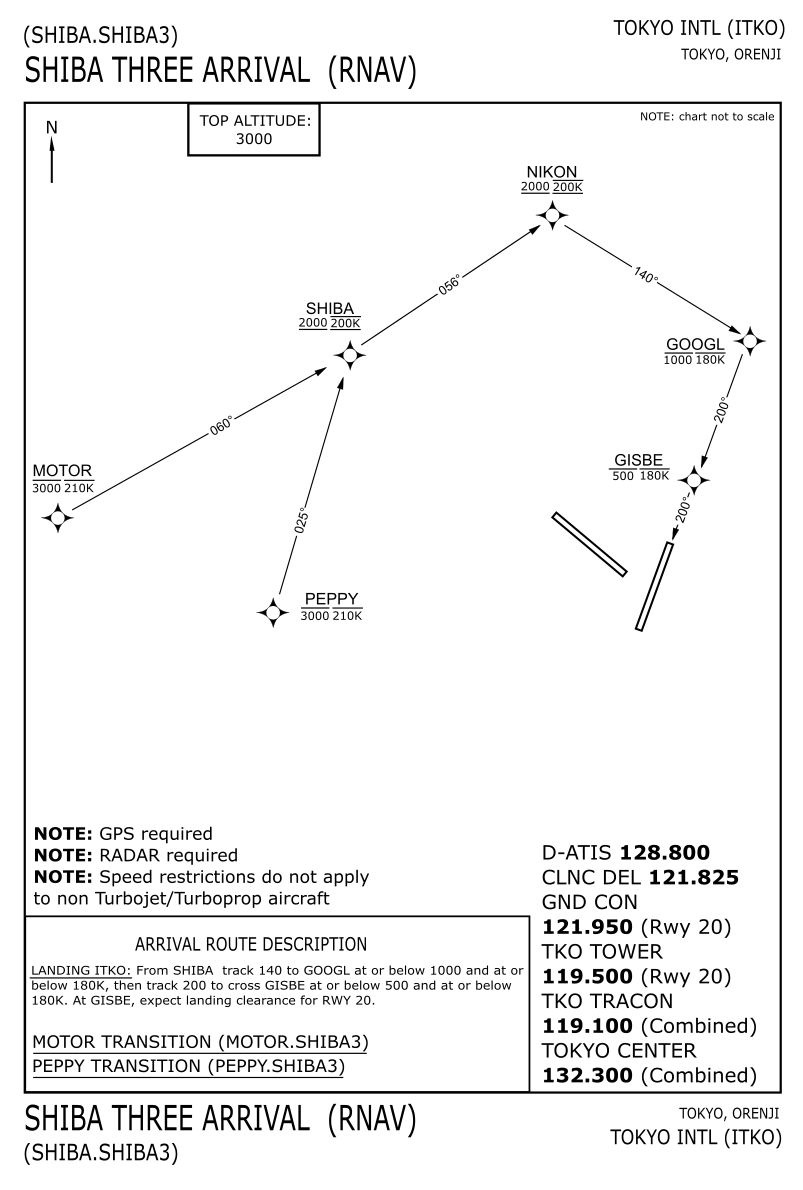 (SHIBA.SHIBA3)
TOKYO INTL (ITKO)
SHIBA THREE ARRIVAL (RNAV)
TOKYO, ORENJI
TOP ALTITUDE:
3000
NOTE: chart not to scale
N
NIKON
2000 200K
140°
056°
SHIBA
2000 200K
GOOGL
1000 180K
200°
060°
GISBE
500 180K
MOTOR
3000 210K
200°
025°
PEPPY
3000 210K
NOTE: GPS required
NOTE: RADAR required
NOTE: Speed restrictions do not apply
to non Turbojet/Turboprop aircraft
ARRIVAL ROUTE DESCRIPTION
LANDING ITKO: From SHIBA track 140 to GOOGL at or below 1000 and at or
below 180K, then track 200 to cross GISBE at or below 500 and at or below
180K. At GISBE, expect landing clearance for RWY 20.
MOTOR TRANSITION (MOTOR.SHIBA3)
PEPPY TRANSITION (PEPPY.SHIBA3)
D-ATIS 128.800
CLNC DEL 121.825
GND CON
121.950 (Rwy 20)
TKO TOWER
119.500 (Rwy 20)
TKO TRACON
119.100 (Combined)
TOKYO CENTER
132.300 (Combined)
SHIBA THREE ARRIVAL (RNAV)
TOKYO, ORENJI
(SHIBA.SHIBA3)
TOKYO INTL (ITKO)